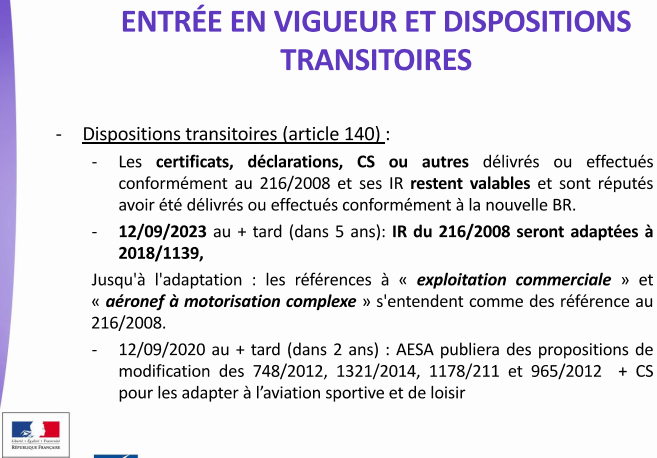 ENTRÉE EN VIGUEUR ET DISPOSITIONS
TRANSITOIRES
- Dispositions transitoires (article 140) :
- Les certificats, déclarations, CS ou autres délivrés ou effectués
conformément au 216/2008 et ses IR restent valables et sont réputés
avoir été délivrés ou effectués conformément à la nouvelle BR.
- 12/09/2023 au + tard (dans 5 ans): IR du 216/2008 seront adaptées à
2018/1139,
Jusqu'à l'adaptation : les références à « exploitation commerciale » et
« aéronef à motorisation complexe » s'entendent comme des référence au
216/2008.
- 12/09/2020 au + tard (dans 2 ans) : AESA publiera des propositions de
modification des 748/2012, 1321/2014, 1178/211 et 965/2012 + CS
pour les adapter à l’aviation sportive et de loisir
Liberté • Égalité • Fraternité
RÉPUBLIQUE FRANÇAISE